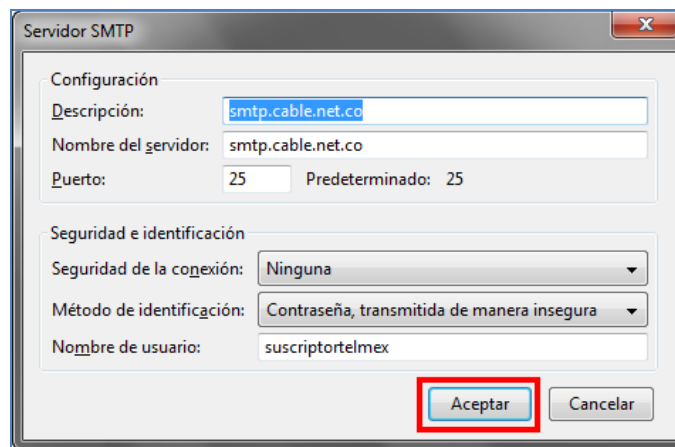 Servidor SMTP
Configuración
Descripción: smtp.cable.net.co
Nombre del servidor: smtp.cable.net.co
Puerto: 25 Predeterminado: 25
Seguridad e identificación
Seguridad de la conexión: Ninguna
Método de identificación: Contraseña, transmitida de manera insegura
Nombre de usuario: suscriptortelmex
Aceptar Cancelar